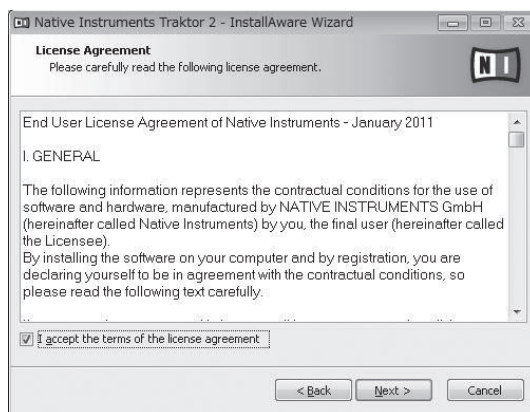 Native Instruments Traktor 2 - InstallAware Wizard
License Agreement
Please carefully read the following license agreement.
N I
End User License Agreement of Native Instruments - January 2011
I. GENERAL
The following information represents the contractual conditions for the use of
software and hardware, manufactured by NATIVE INSTRUMENTS GmbH
(hereinafter called Native Instruments) by you, the final user (hereinafter called
the Licensee).
By installing the software on your computer and by registration, you are
declaring yourself to be in agreement with the contractual conditions, so
please read the following text carefully.
I accept the terms of the license agreement
< Back
Next >
Cancel